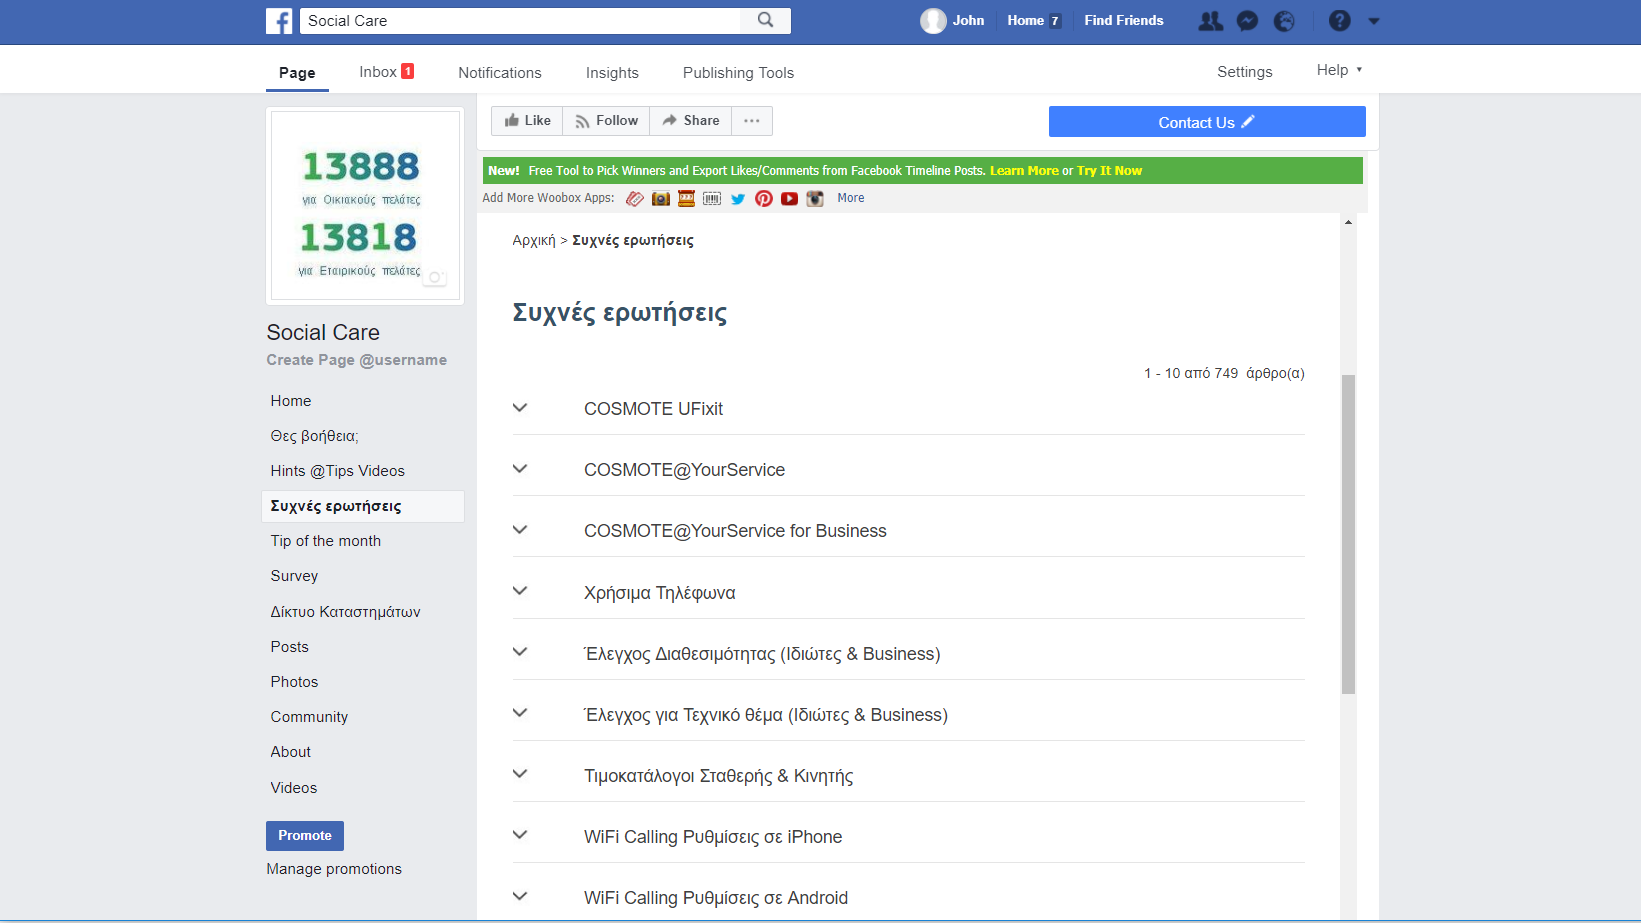 Social Care
John
Home 7
Find Friends
Page
Inbox 1
Notifications
Insights
Publishing Tools
Settings
Help
13888
για Οικιακούς πελάτες
13818
για Εταιρικούς πελάτες
Social Care
Create Page @username
Home
Θες βοήθεια;
Hints @Tips Videos
Συχνές ερωτήσεις
Tip of the month
Survey
Δίκτυο Καταστημάτων
Posts
Photos
Community
About
Videos
Promote
Manage promotions
Like
Follow
Share
Contact Us
New! Free Tool to Pick Winners and Export Likes/Comments from Facebook Timeline Posts. Learn More or Try It Now
Add More Woobox Apps:
More
Αρχική > Συχνές ερωτήσεις
Συχνές ερωτήσεις
1 - 10 από 749 άρθρο(α)
COSMOTE UFixit
COSMOTE@YourService
COSMOTE@YourService for Business
Χρήσιμα Τηλέφωνα
Έλεγχος Διαθεσιμότητας (Ιδιώτες & Business)
Έλεγχος για Τεχνικό θέμα (Ιδιώτες & Business)
Τιμοκατάλογοι Σταθερής & Κινητής
WiFi Calling Ρυθμίσεις σε iPhone
WiFi Calling Ρυθμίσεις σε Android